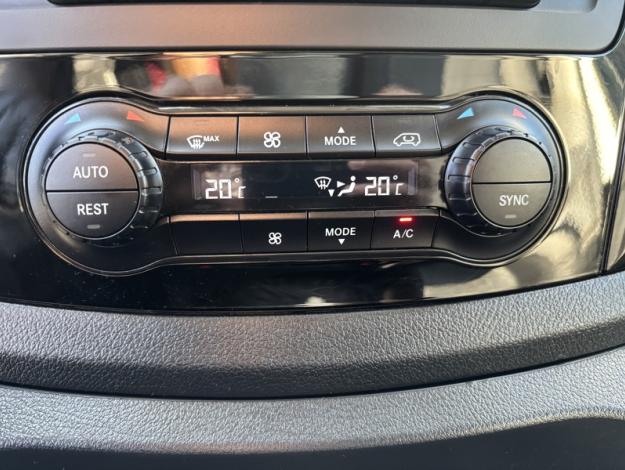 MAX
MODE
AUTO
REST
20°c
20°c
SYNC
MODE
A/C